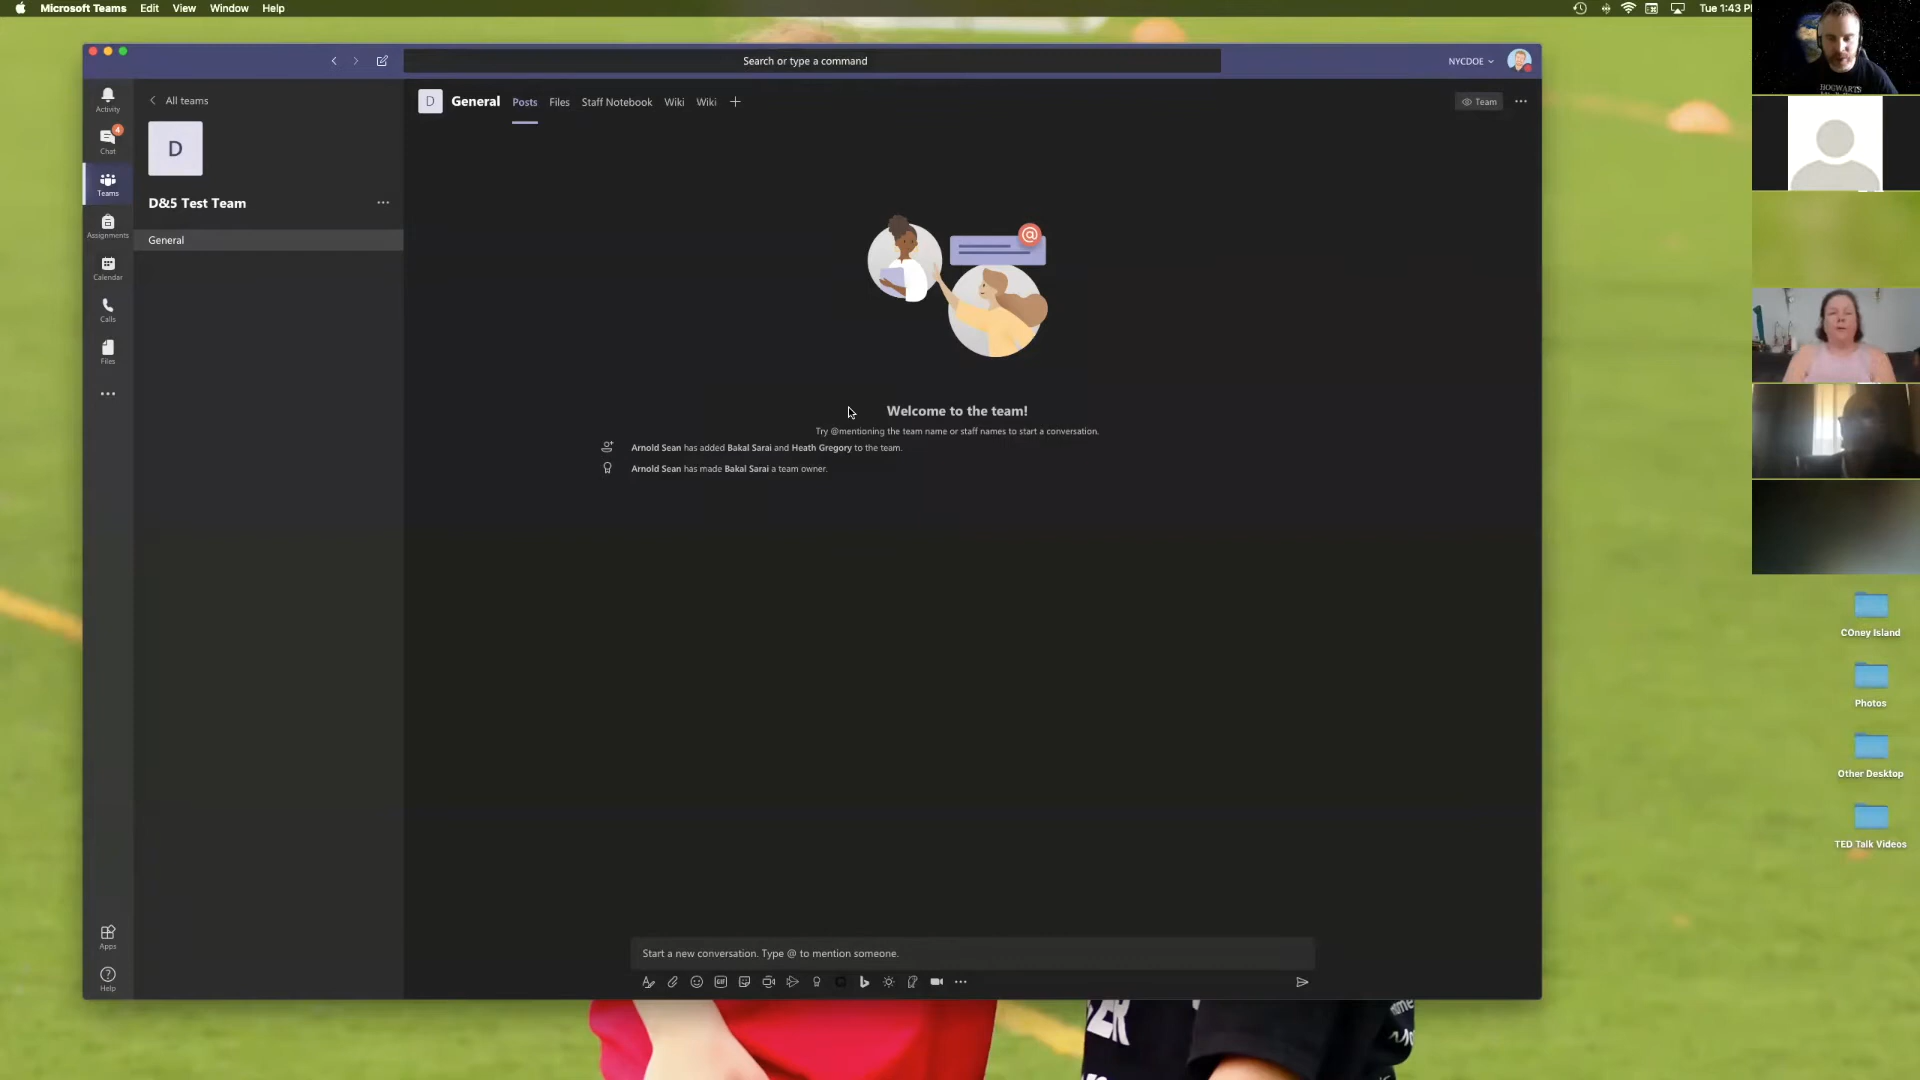 Microsoft Teams Edit View Window Help
Tue 1:43 P
Search or type a command
NYCDOE
Activity
4
Chat
Teams
Assignments
Calendar
Calls
Files
Apps
Help
All teams
D
D&5 Test Team
General
D General Posts Files Staff Notebook Wiki Wiki
Team
@
Welcome to the team!
Try @mentioning the team name or staff names to start a conversation.
Arnold Sean has added Bakal Sarai and Heath Gregory to the team.
Arnold Sean has made Bakal Sarai a team owner.
Start a new conversation. Type @ to mention someone.
GIF
HOGWARTS
COney Island
Photos
Other Desktop
TED Talk Videos